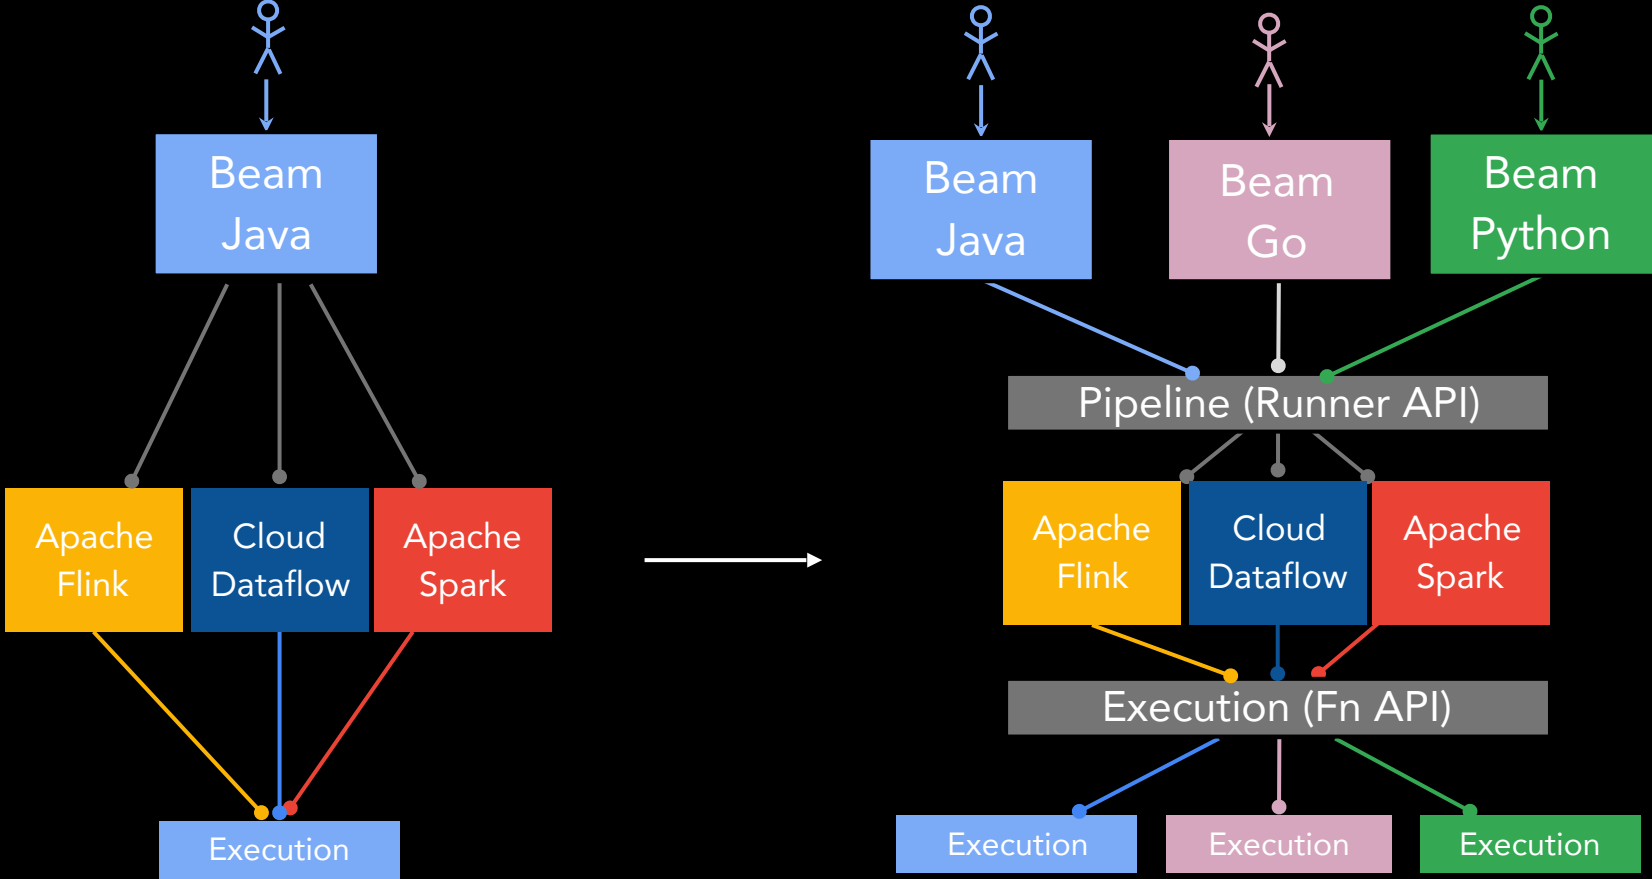 Beam
Java
Apache
Flink
Cloud
Dataflow
Apache
Spark
Execution
Beam
Java
Beam
Go
Beam
Python
Pipeline (Runner API)
Apache
Flink
Cloud
Dataflow
Apache
Spark
Execution (Fn API)
Execution
Execution
Execution